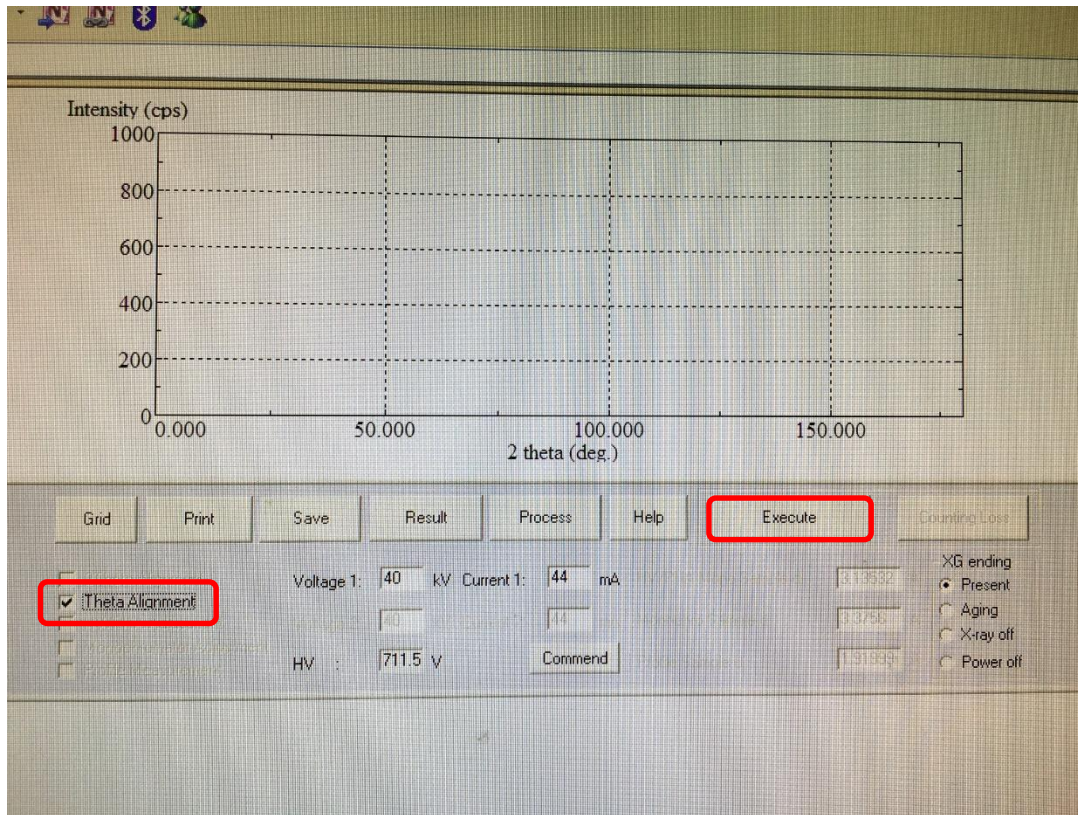 Intensity (cps)
1000
800
600
400
200
0
0.000 50.000 100.000 150.000
2 theta (deg.)
Grid Print Save Result Process Help Execute Counting Loss
XG ending
Voltage 1: 40 kV Current 1: 44 mA 3.13532 Present
Theta Alignment
40 44 3.3756 Aging
X-ray off
HV : 711.5 V Commend Power off